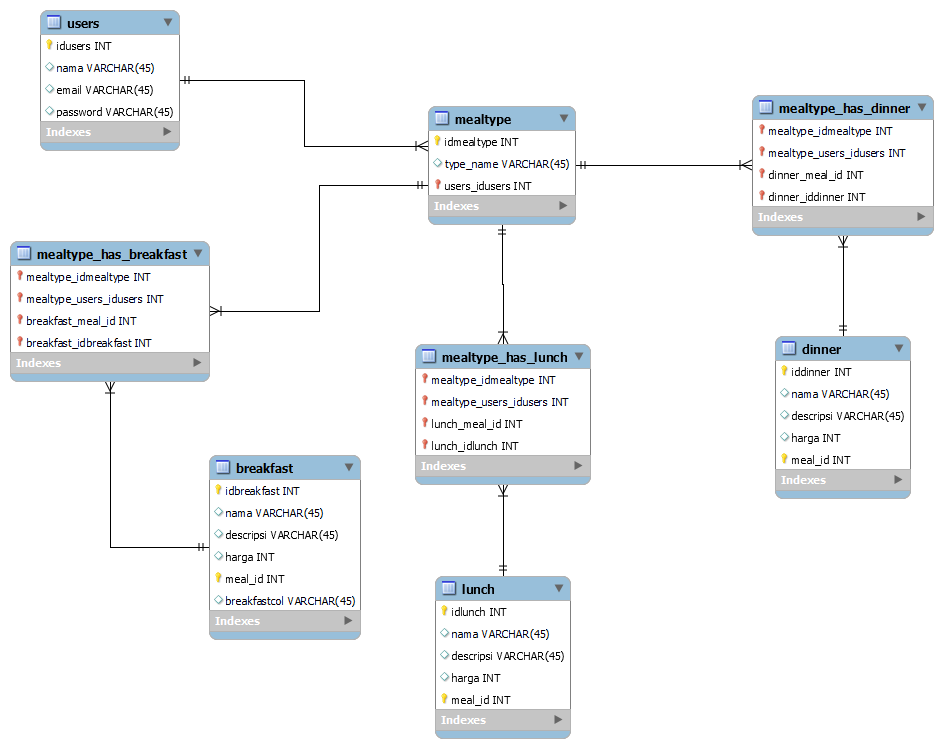 users
idusers INT
nama VARCHAR(45)
email VARCHAR(45)
password VARCHAR(45)
Indexes
mealtype
idmealtype INT
type_name VARCHAR(45)
users_idusers INT
Indexes
mealtype_has_dinner
mealtype_idmealtype INT
mealtype_users_idusers INT
dinner_meal_id INT
dinner_iddinner INT
Indexes
mealtype_has_breakfast
mealtype_idmealtype INT
mealtype_users_idusers INT
breakfast_meal_id INT
breakfast_idbreakfast INT
Indexes
mealtype_has_lunch
mealtype_idmealtype INT
mealtype_users_idusers INT
lunch_meal_id INT
lunch_idlunch INT
Indexes
dinner
iddinner INT
nama VARCHAR(45)
descripsi VARCHAR(45)
harga INT
meal_id INT
Indexes
breakfast
idbreakfast INT
nama VARCHAR(45)
descripsi VARCHAR(45)
harga INT
meal_id INT
breakfastcol VARCHAR(45)
Indexes
lunch
idlunch INT
nama VARCHAR(45)
descripsi VARCHAR(45)
harga INT
meal_id INT
Indexes